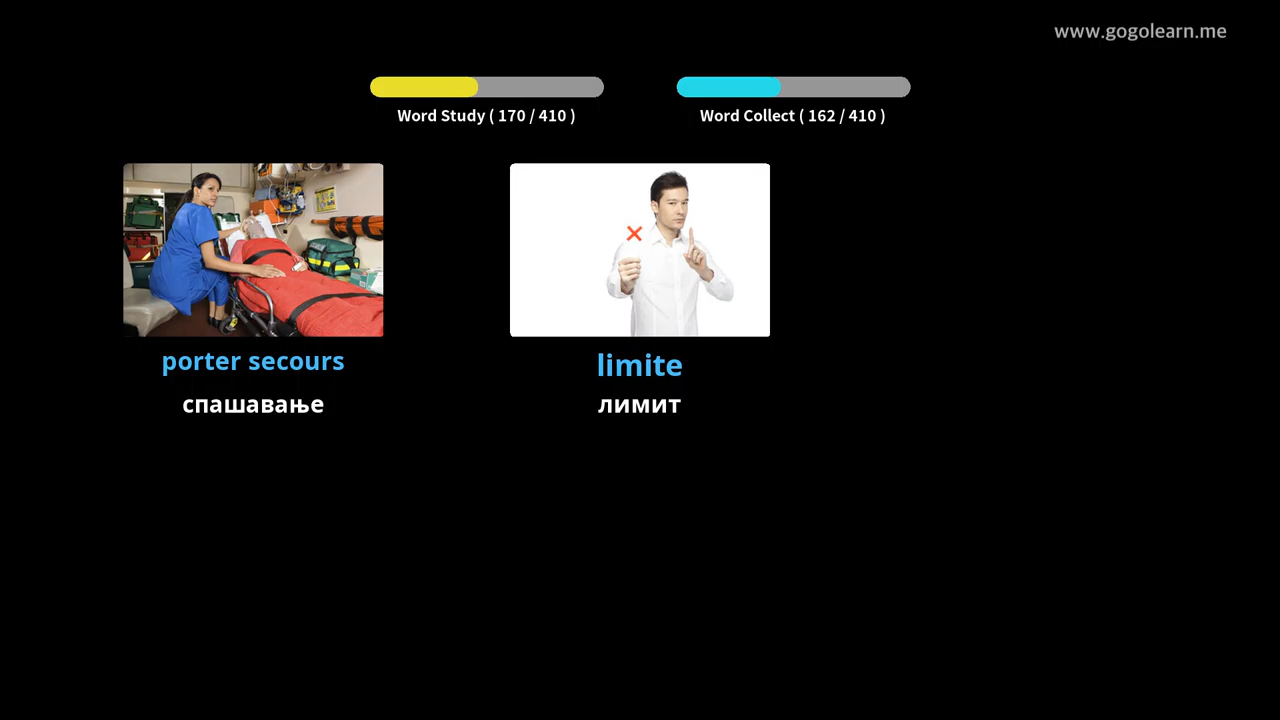 www.gogolearn.me
Word Study ( 170 / 410 )
Word Collect ( 162 / 410 )
porter secours
limite
спашавање
лимит